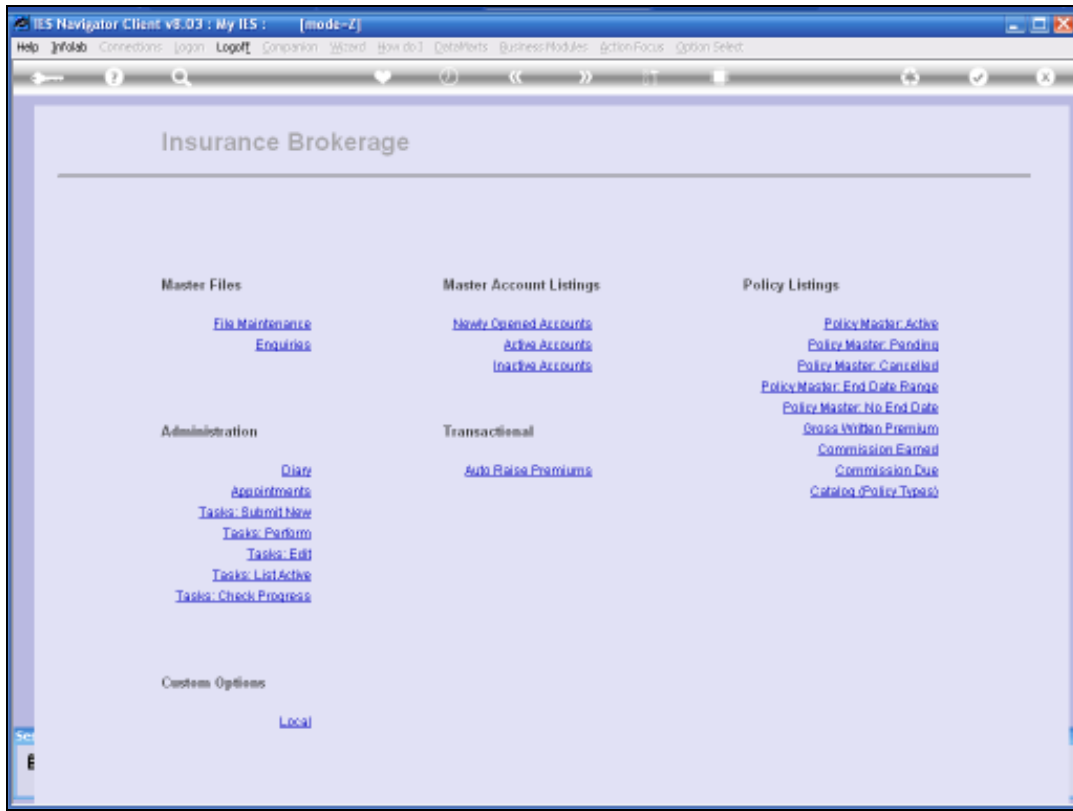 IES Navigator Client v8.03 : My IES : [mode=Z]
Help Infolab Connections Logon Logoff Companion Wizard How do I DataMarts Business Modules Action Focus Option Select
Insurance Brokerage
Master Files
File Maintenance
Enquiries
Master Account Listings
Newly Opened Accounts
Active Accounts
Inactive Accounts
Policy Listings
Policy Master: Active
Policy Master: Pending
Policy Master: Cancelled
Policy Master: End Date Range
Policy Master: No End Date
Gross Written Premium
Commission Earned
Commission Due
Catalog (Policy Types)
Administration
Diary
Appointments
Tasks: Submit New
Tasks: Perform
Tasks: Edit
Tasks: List Active
Tasks: Check Progress
Transactional
Auto Raise Premiums
Custom Options
Local